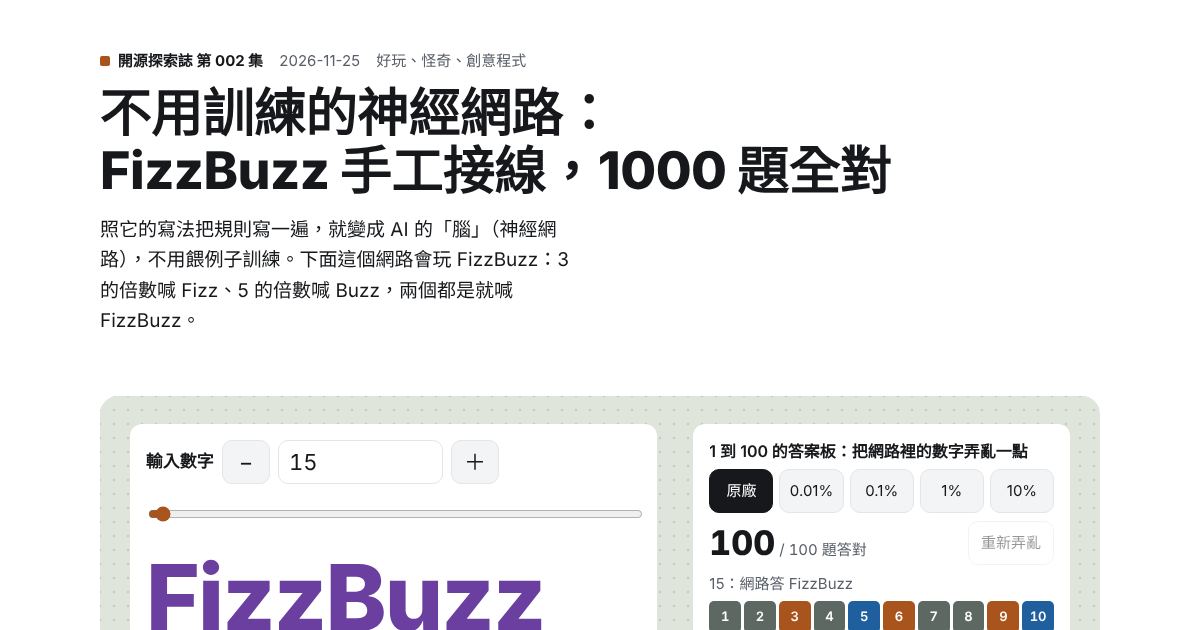 開源探索誌 第 002 集 2026-11-25 好玩、怪奇、創意程式
不用訓練的神經網路：
FizzBuzz 手工接線，1000 題全對
照它的寫法把規則寫一遍，就變成 AI 的「腦」（神經網
路），不用餵例子訓練。下面這個網路會玩 FizzBuzz：3
的倍數喊 Fizz、5 的倍數喊 Buzz，兩個都是就喊
FizzBuzz。
輸入數字 − 15 +
FizzBuzz
1 到 100 的答案板：把網路裡的數字弄亂一點
原廠 0.01% 0.1% 1% 10%
100 / 100 題答對 重新弄亂
15：網路答 FizzBuzz
1 2 3 4 5 6 7 8 9 10